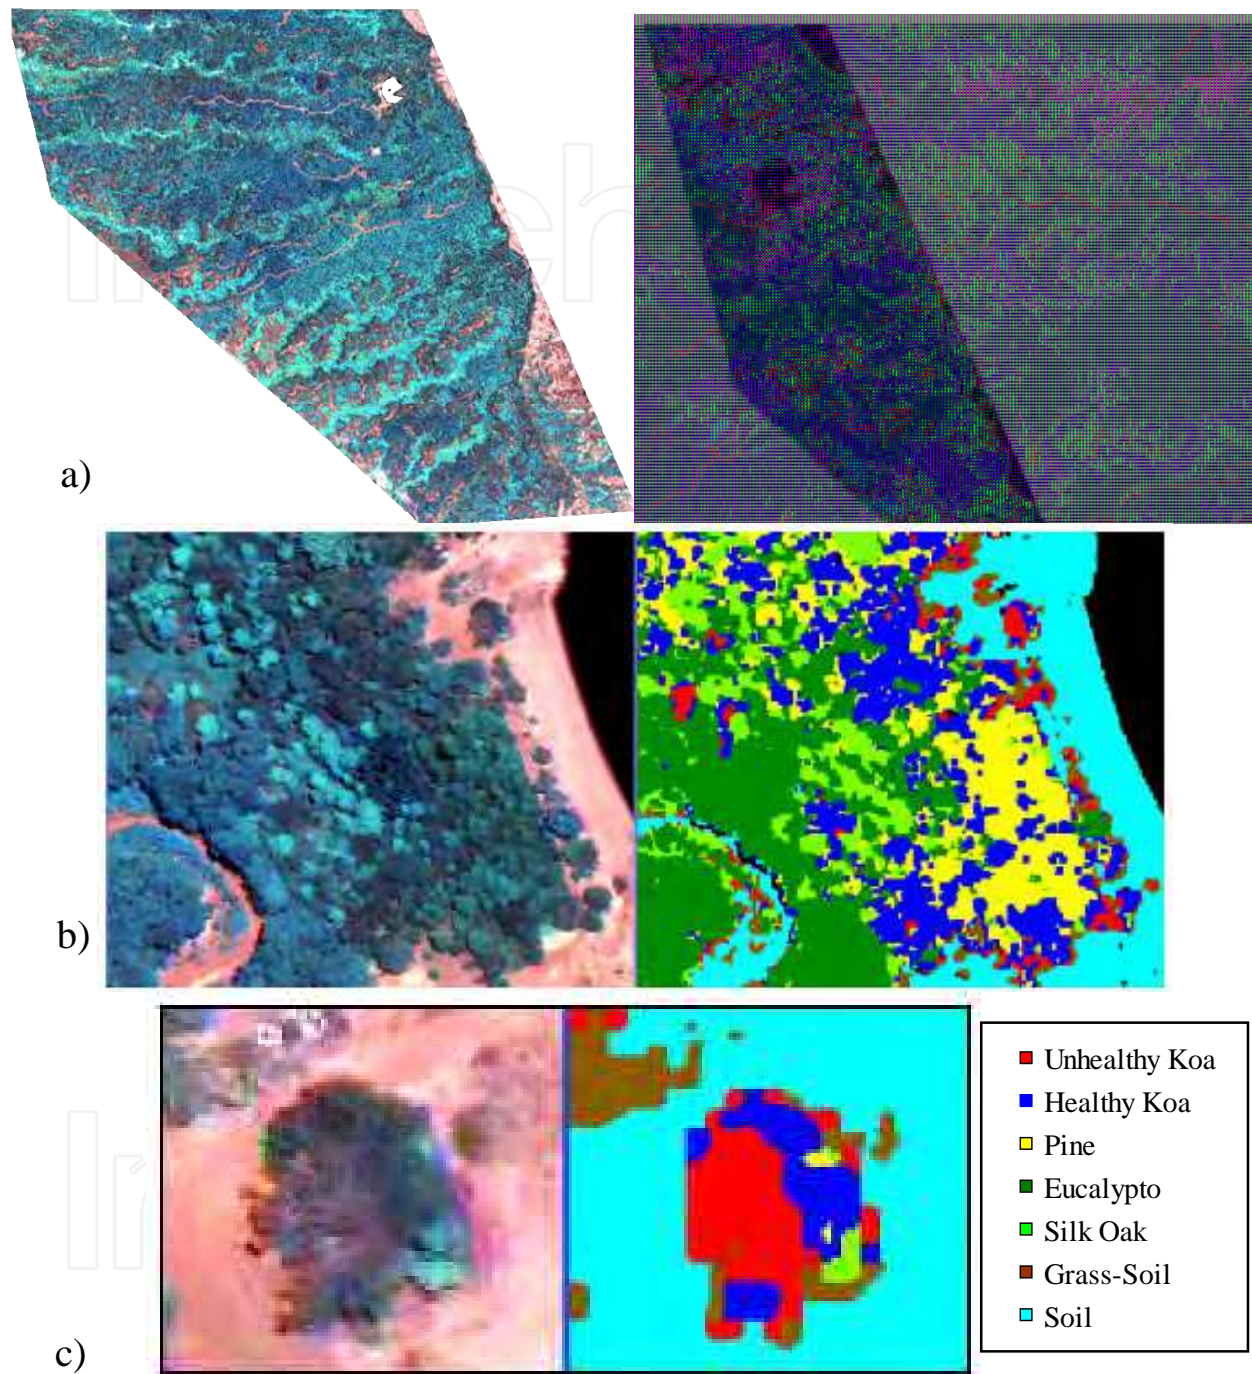 a)
b)
c)
Unhealthy Koa
Healthy Koa
Pine
Eucalypto
Silk Oak
Grass-Soil
Soil